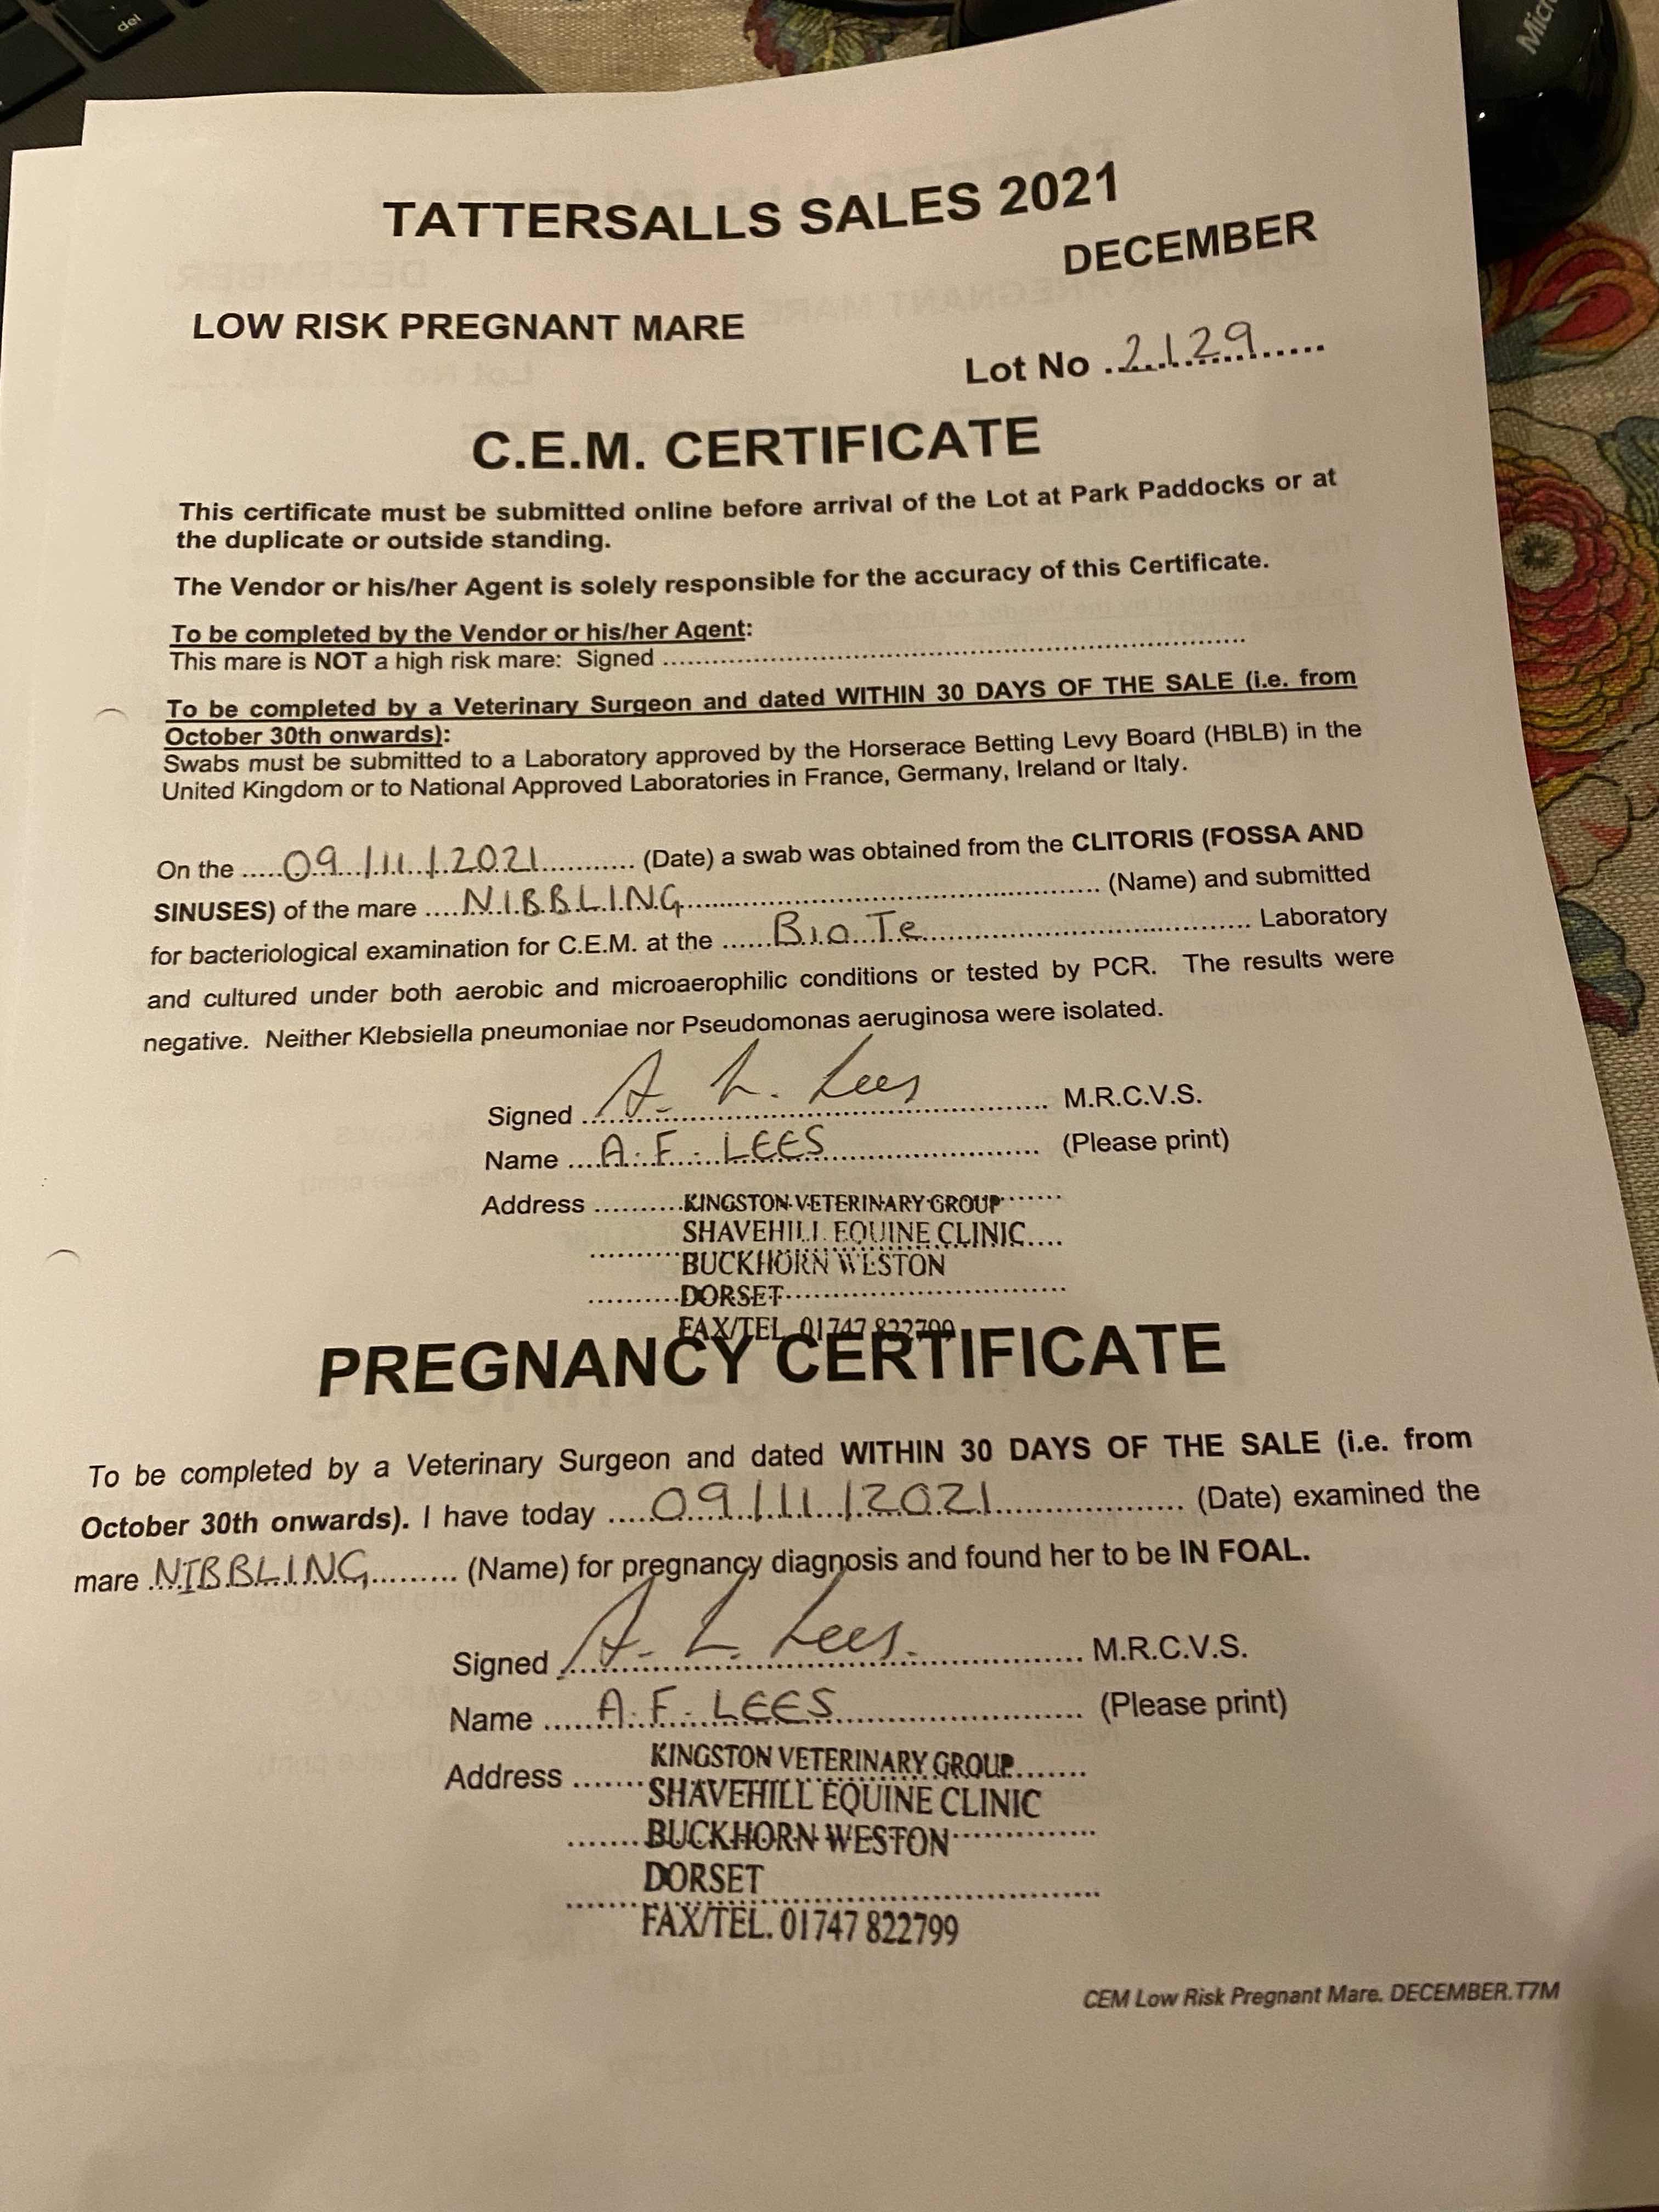 del
Micr
TATTERSALLS SALES 2021
DECEMBER
LOW RISK PREGNANT MARE
Lot No 2129
C.E.M. CERTIFICATE
This certificate must be submitted online before arrival of the Lot at Park Paddocks or at
the duplicate or outside standing.
The Vendor or his/her Agent is solely responsible for the accuracy of this Certificate.
To be completed by the Vendor or his/her Agent:
This mare is NOT a high risk mare: Signed ..........
To be completed by a Veterinary Surgeon and dated WITHIN 30 DAYS OF THE SALE (i.e. from
October 30th onwards):
Swabs must be submitted to a Laboratory approved by the Horserace Betting Levy Board (HBLB) in the
United Kingdom or to National Approved Laboratories in France, Germany, Ireland or Italy.
On the 09/11/2021 (Date) a swab was obtained from the CLITORIS (FOSSA AND
SINUSES) of the mare NIBBLING (Name) and submitted
for bacteriological examination for C.E.M. at the BioTe Laboratory
and cultured under both aerobic and microaerophilic conditions or tested by PCR. The results were
negative. Neither Klebsiella pneumoniae nor Pseudomonas aeruginosa were isolated.
Signed A. L. Lees M.R.C.V.S.
Name A. F. LEES (Please print)
Address KINGSTON VETERINARY GROUP
SHAVEHILL EQUINE CLINIC
BUCKHORN WESTON
DORSET
FAX/TEL. 01747 822799
PREGNANCY CERTIFICATE
To be completed by a Veterinary Surgeon and dated WITHIN 30 DAYS OF THE SALE (i.e. from
October 30th onwards). I have today 09/11/2021 (Date) examined the
mare NIBBLING (Name) for pregnancy diagnosis and found her to be IN FOAL.
Signed A. L. Lees. M.R.C.V.S.
Name A. F. LEES (Please print)
Address KINGSTON VETERINARY GROUP
SHAVEHILL EQUINE CLINIC
BUCKHORN WESTON
DORSET
FAX/TEL. 01747 822799
CEM Low Risk Pregnant Mare. DECEMBER.T7M